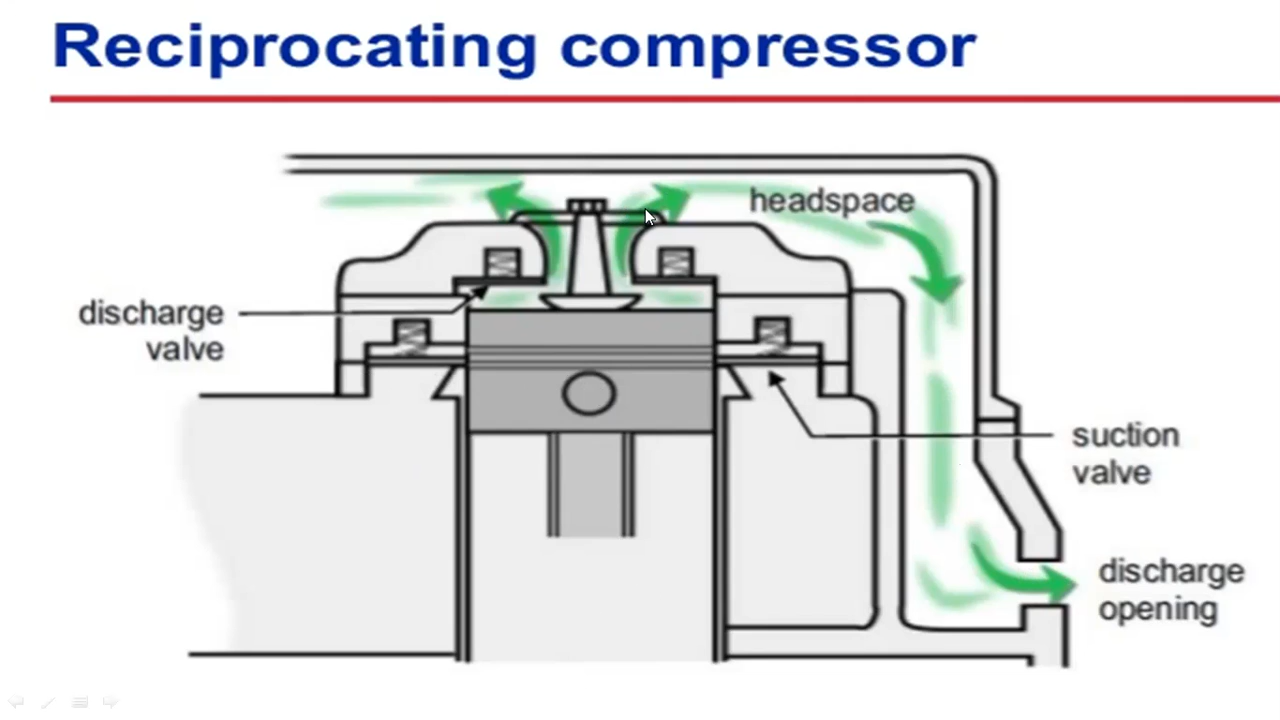 Reciprocating compressor
headspace
discharge
valve
suction
valve
discharge
opening